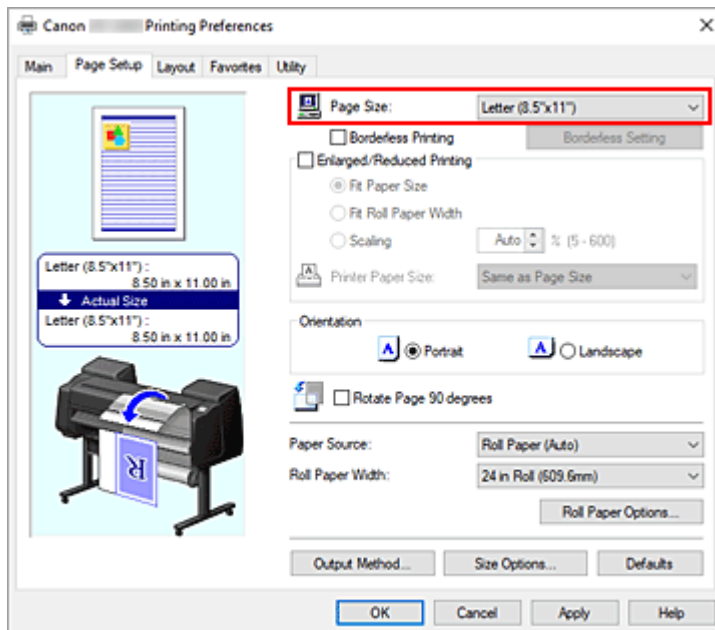 Canon Printing Preferences
Main Page Setup Layout Favorites Utility
Page Size: Letter (8.5"x11")
Borderless Printing Borderless Setting
Enlarged/Reduced Printing
Fit Paper Size
Fit Roll Paper Width
Scaling Auto % (5 - 600)
Printer Paper Size: Same as Page Size
Letter (8.5"x11") :
8.50 in x 11.00 in
Actual Size
Letter (8.5"x11") :
8.50 in x 11.00 in
Orientation
A Portrait A Landscape
Rotate Page 90 degrees
Paper Source: Roll Paper (Auto)
Roll Paper Width: 24 in Roll (609.6mm)
Roll Paper Options...
R
Output Method... Size Options... Defaults
OK Cancel Apply Help